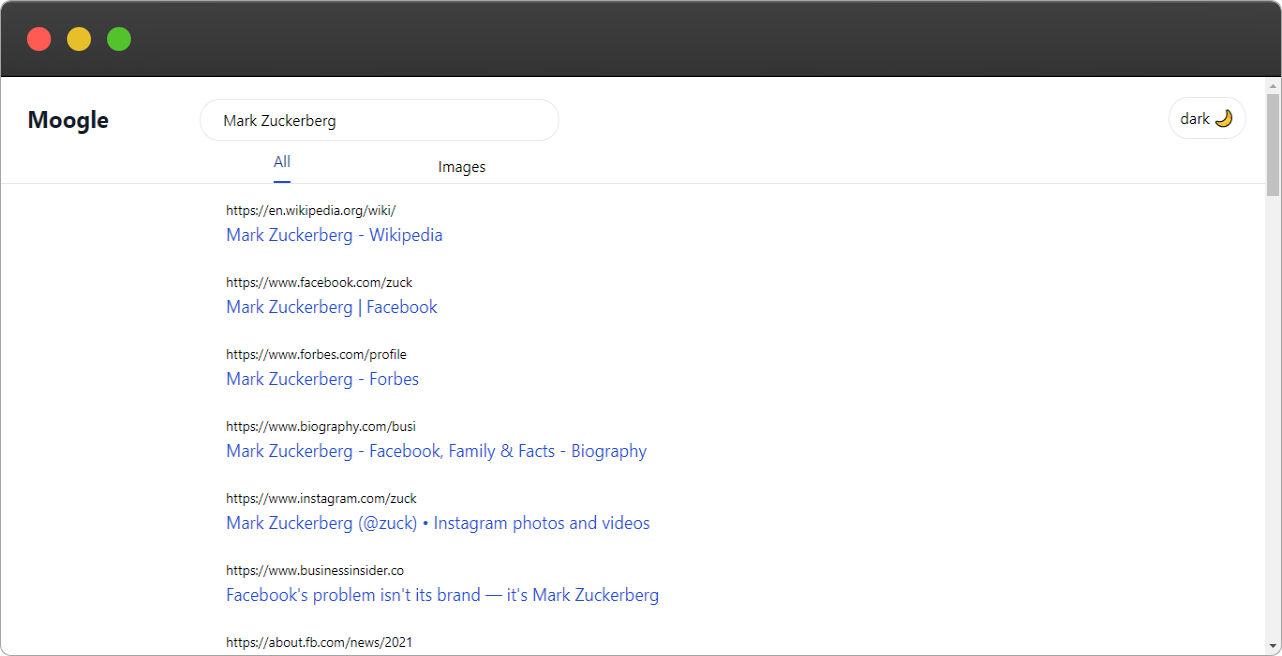 Moogle
Mark Zuckerberg
dark 🌙
All
Images
https://en.wikipedia.org/wiki/
Mark Zuckerberg - Wikipedia
https://www.facebook.com/zuck
Mark Zuckerberg | Facebook
https://www.forbes.com/profile
Mark Zuckerberg - Forbes
https://www.biography.com/busi
Mark Zuckerberg - Facebook, Family & Facts - Biography
https://www.instagram.com/zuck
Mark Zuckerberg (@zuck) • Instagram photos and videos
https://www.businessinsider.co
Facebook's problem isn't its brand — it's Mark Zuckerberg
https://about.fb.com/news/2021